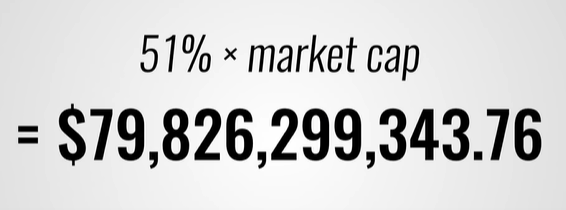 51% × market cap
= $79,826,299,343.76